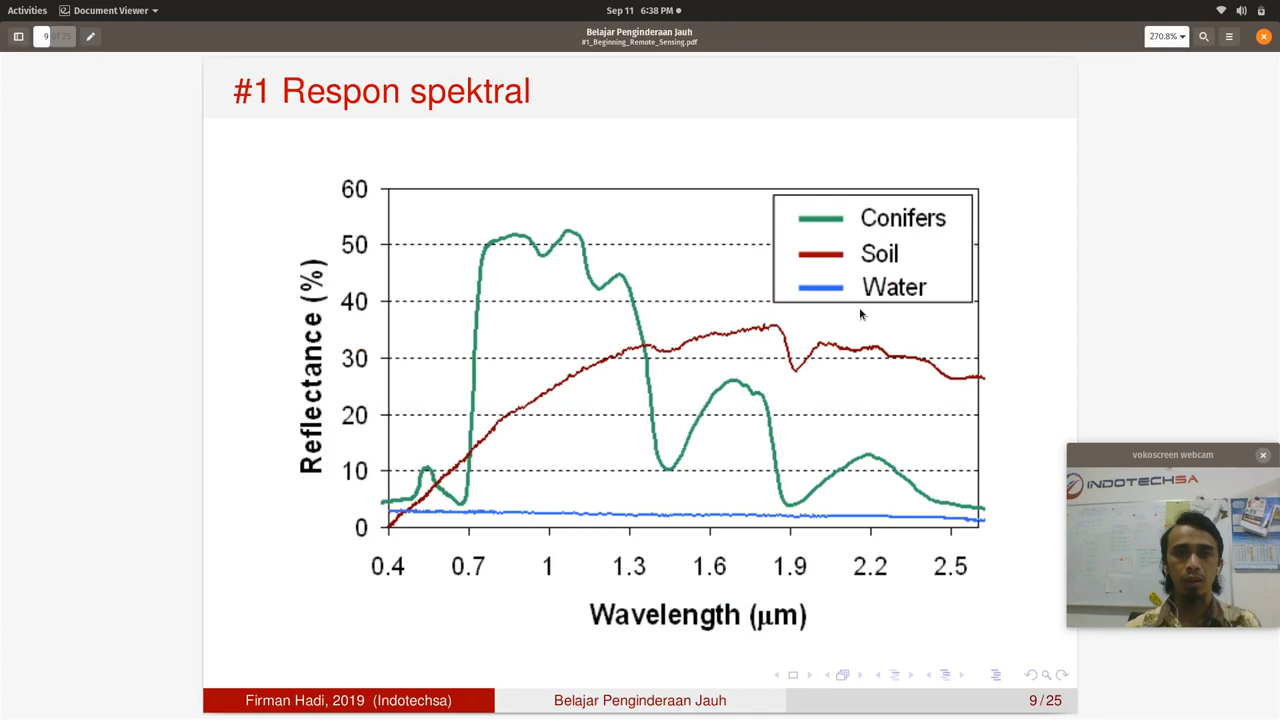 Activities
Document Viewer
Sep 11 6:38 PM
Belajar Penginderaan Jauh
#1_Beginning_Remote_Sensing.pdf
9 of 25
270.8%
#1 Respon spektral
60
50
40
30
20
10
0
Reflectance (%)
Conifers
Soil
Water
0.4 0.7 1 1.3 1.6 1.9 2.2 2.5
Wavelength (μm)
vokoscreen webcam
INDOTECHSA
Firman Hadi, 2019 (Indotechsa)
Belajar Penginderaan Jauh
9/25